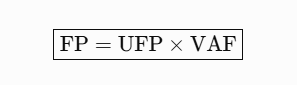 FP = UFP × VAF